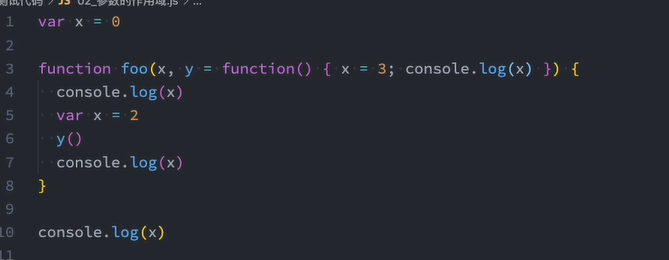 测试代码 > JS 02_参数的作用域.js > ...
1 var x = 0
2
3 function foo(x, y = function() { x = 3; console.log(x) }) {
4 console.log(x)
5 var x = 2
6 y()
7 console.log(x)
8 }
9
10 console.log(x)
11